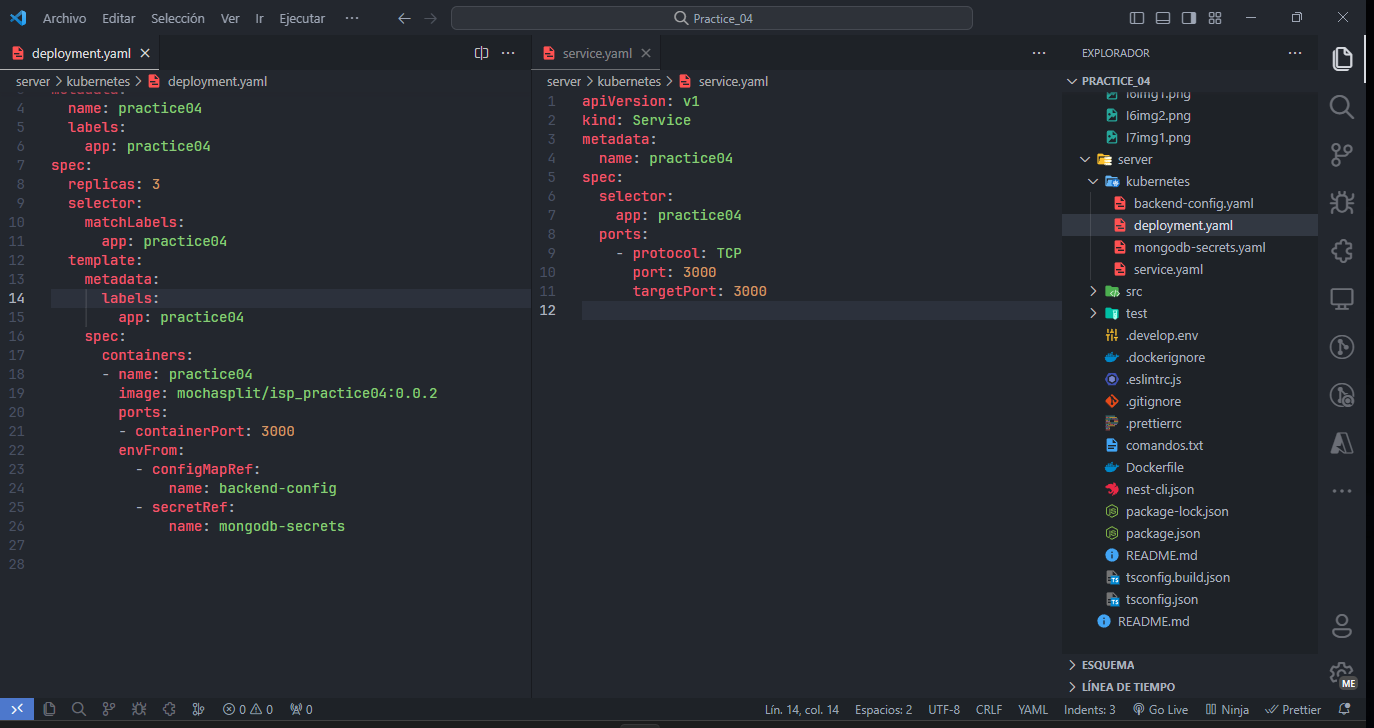 Archivo Editar Selección Ver Ir Ejecutar ··· Practice_04
deployment.yaml
server > kubernetes > deployment.yaml
4 name: practice04
5 labels:
6 app: practice04
7 spec:
8 replicas: 3
9 selector:
10 matchLabels:
11 app: practice04
12 template:
13 metadata:
14 labels:
15 app: practice04
16 spec:
17 containers:
18 - name: practice04
19 image: mochasplit/isp_practice04:0.0.2
20 ports:
21 - containerPort: 3000
22 envFrom:
23 - configMapRef:
24 name: backend-config
25 - secretRef:
26 name: mongodb-secrets
27
28
service.yaml
server > kubernetes > service.yaml
1 apiVersion: v1
2 kind: Service
3 metadata:
4 name: practice04
5 spec:
6 selector:
7 app: practice04
8 ports:
9 - protocol: TCP
10 port: 3000
11 targetPort: 3000
12
EXPLORADOR
PRACTICE_04
l6img1.png
l6img2.png
l7img1.png
server
kubernetes
backend-config.yaml
deployment.yaml
mongodb-secrets.yaml
service.yaml
src
test
.develop.env
.dockerignore
.eslintrc.js
.gitignore
.prettierrc
comandos.txt
Dockerfile
nest-cli.json
package-lock.json
package.json
README.md
tsconfig.build.json
tsconfig.json
README.md
ESQUEMA
LÍNEA DE TIEMPO
ME
0 0 0 Lín. 14, col. 14 Espacios: 2 UTF-8 CRLF YAML Indents: 3 Go Live Ninja Prettier